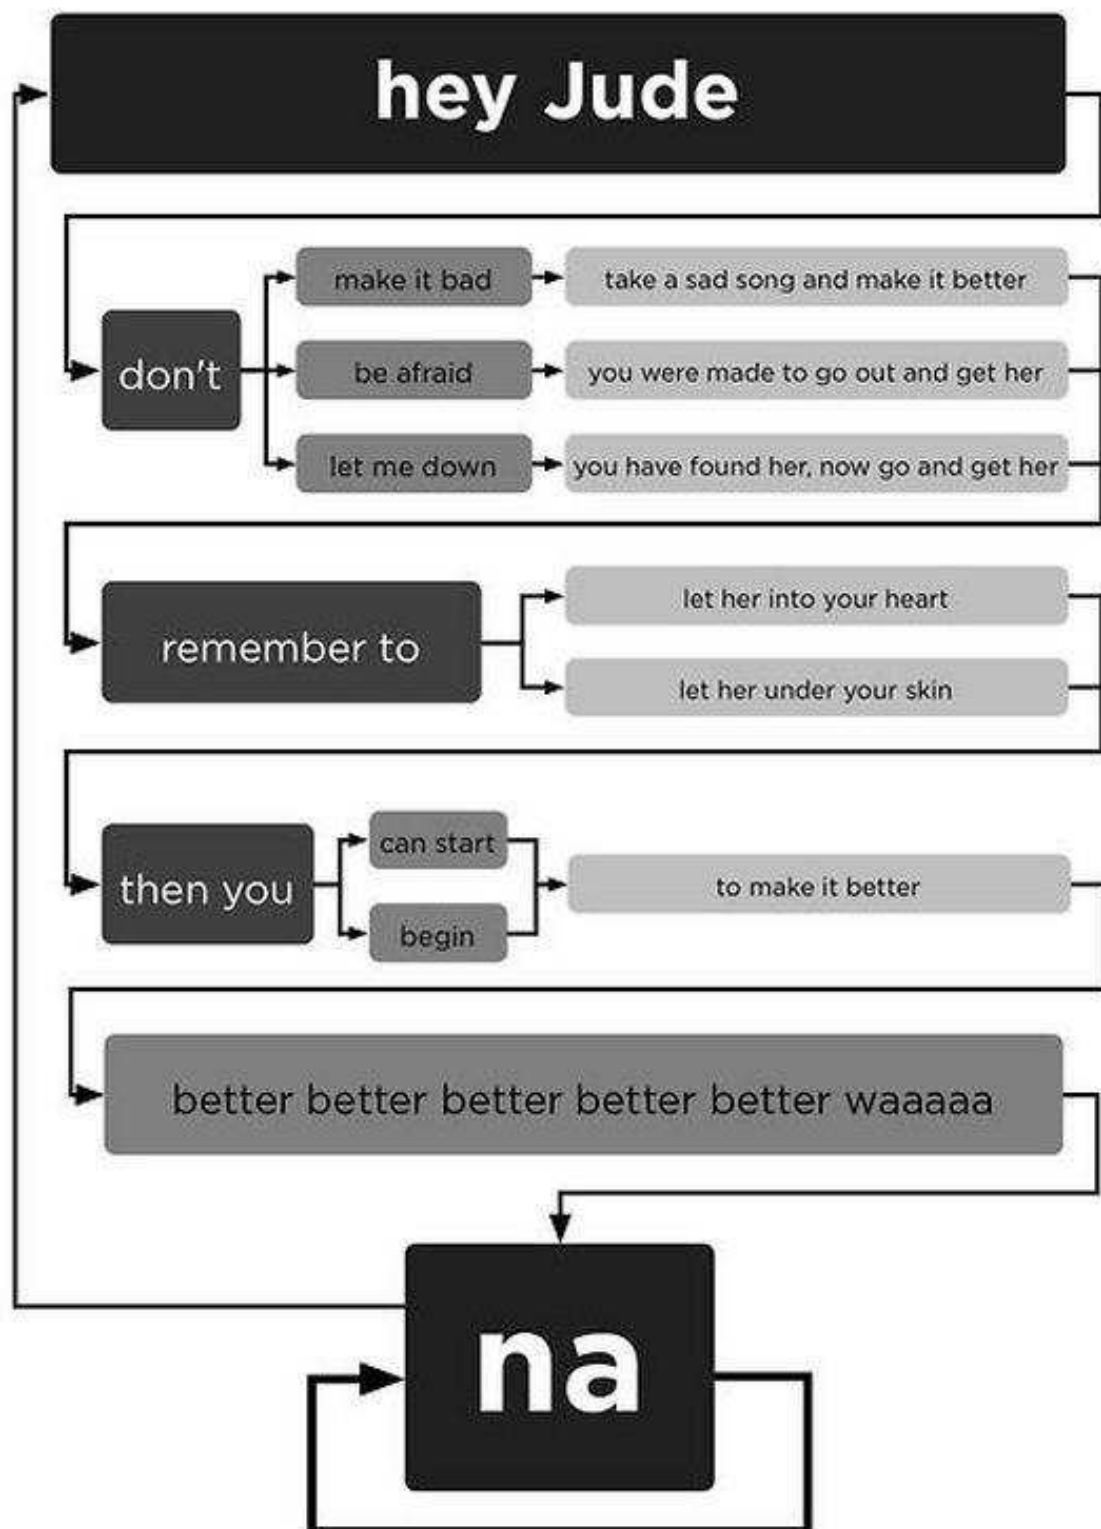 hey Jude
make it bad
take a sad song and make it better
don't
be afraid
you were made to go out and get her
let me down
you have found her, now go and get her
remember to
let her into your heart
let her under your skin
then you
can start
begin
to make it better
better better better better better waaaaa
na